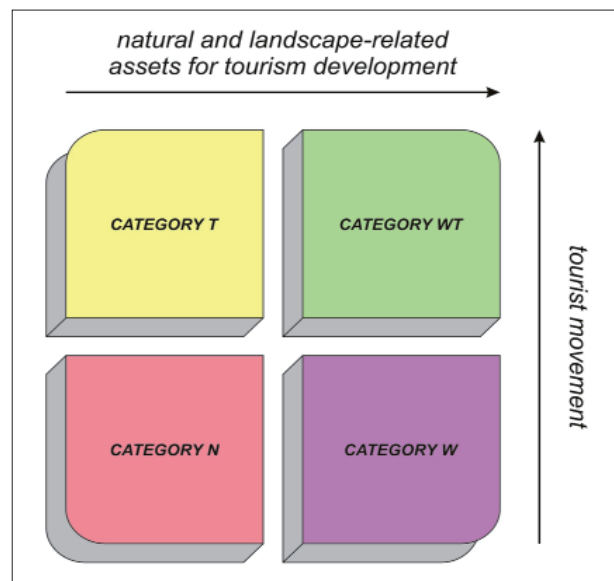 natural and landscape-related
assets for tourism development
CATEGORY T
CATEGORY WT
tourist movement
CATEGORY N
CATEGORY W